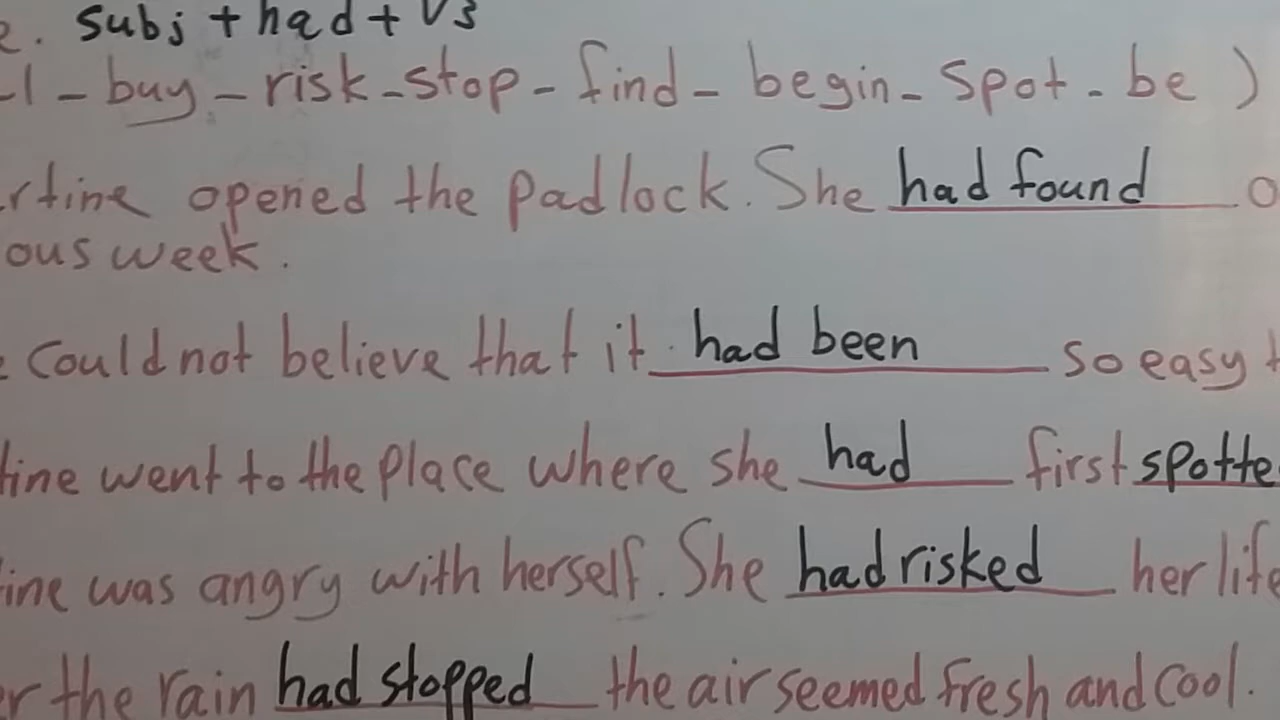 subj + had + V3
buy - risk - stop - find - begin - spot - be )
opened the padlock. She had found
week.
could not believe that it had been so easy
went to the place where she had first
was angry with herself. She had risked her
the rain had stopped the air seemed fresh and cool.